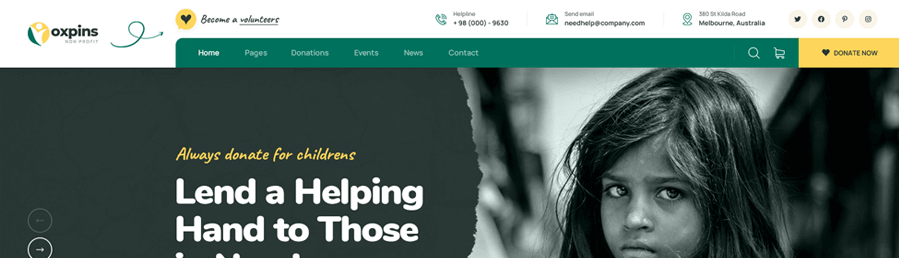 oxpins
NON PROFIT
Become a volunteers
Helpline
+ 98 (000) - 9630
Send email
needhelp@company.com
380 St Kilda Road
Melbourne, Australia
Home Pages Donations Events News Contact
DONATE NOW
Always donate for childrens
Lend a Helping
Hand to Those